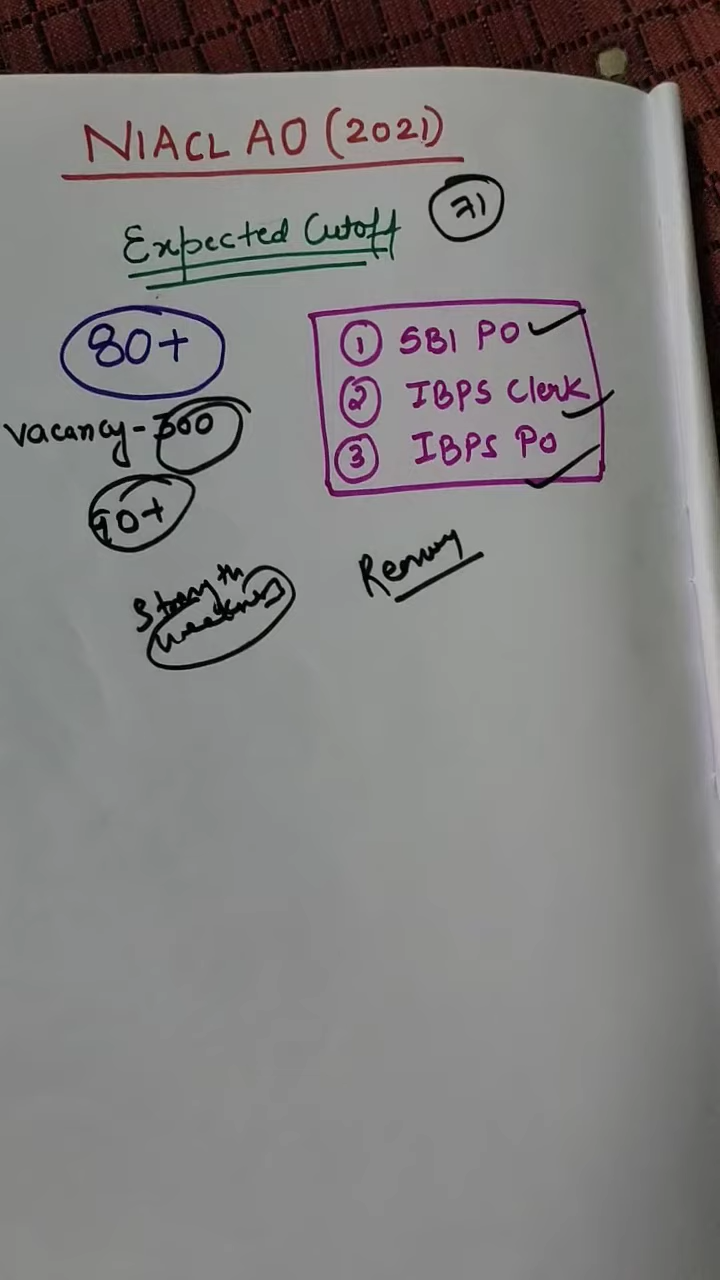 NIACL AO (2021)
Expected Cutoff
71
80+
Vacancy - 300
90+
① SBI PO
② IBPS Clerk
③ IBPS PO
Strength
weakness